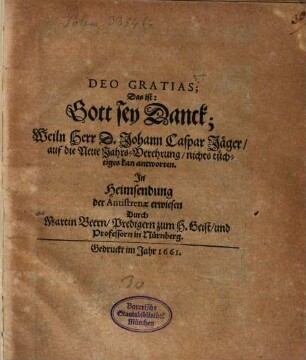 DEO GRATIAS;
Das ist:
Gott sey Danck;
Weiln Herr D. Johann Caspar Jäger/
auf die Neue Jahrs-Verehrung/ nichts tüch-
tiges kan antworten.
In
Heimsendung
der Antistrenæ erwiesen
Durch
Martin Beern/ Predigern zum H. Geist/ und
Professorn in Nürnberg.
Gedruckt im Jahr 1661.
Bayerische
Staatsbibliothek
München